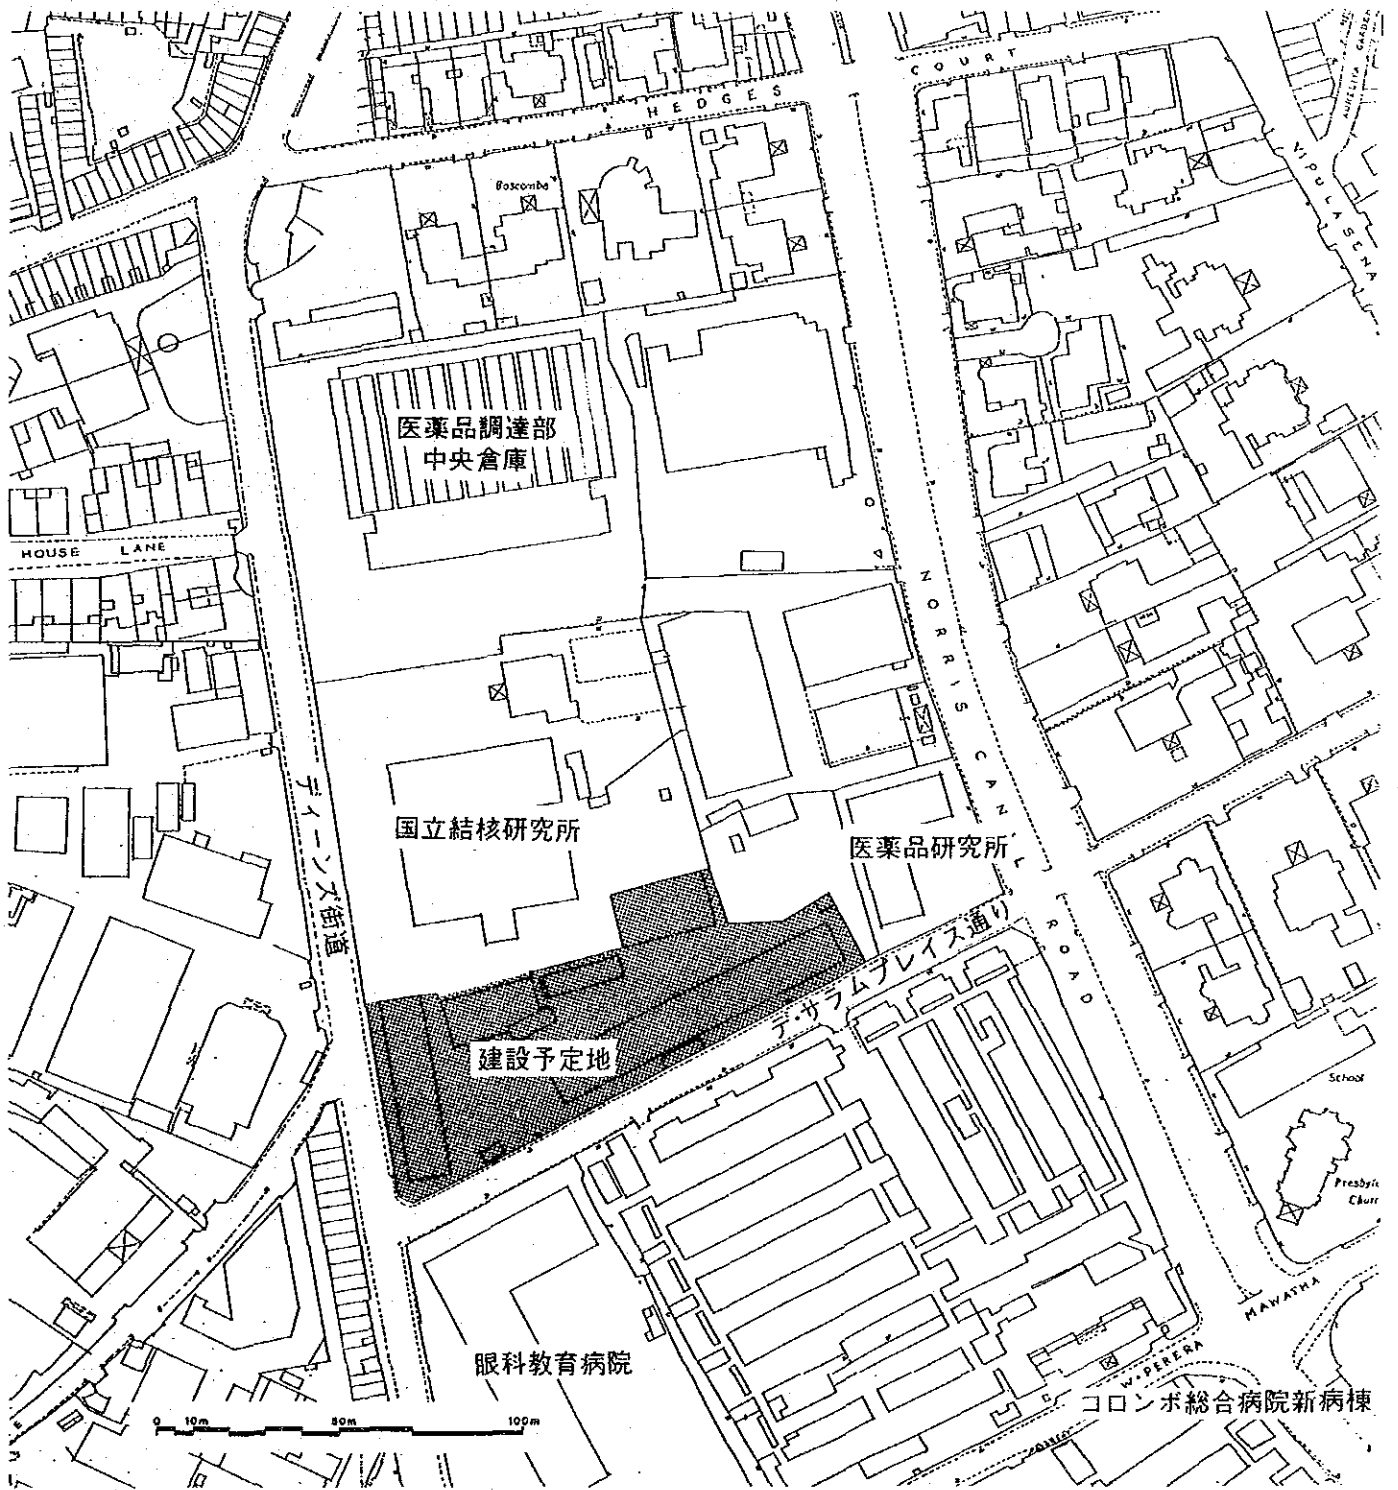 COURT
HEDGES
AMELIA GARDEN
VIPULASENA
Boscombe
医薬品調達部
中央倉庫
HOUSE LANE
NORRIS CANAL ROAD
ディーンズ街道
国立結核研究所
医薬品研究所
デ・サラムプレイス通り
建設予定地
School
Presbyte
Churc
MAWATHA
W. PERERA
眼科教育病院
コロンボ総合病院新病棟
0 10m 50m 100m